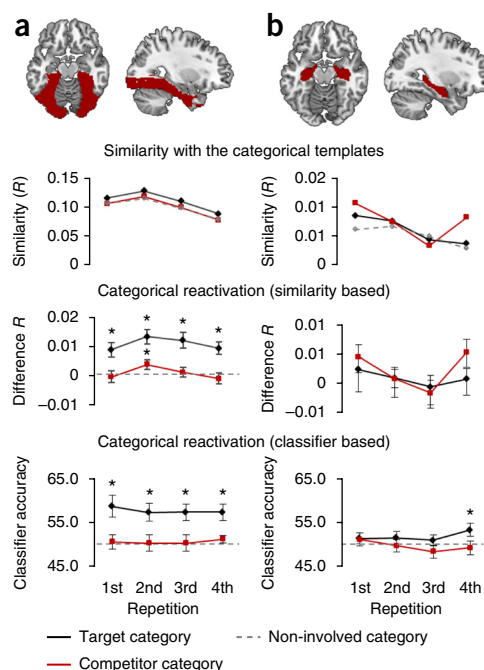 a
b
Similarity with the categorical templates
Similarity (R)
0.15
0.10
0.05
0
Similarity (R)
0.02
0.01
0.01
0
Categorical reactivation (similarity based)
Difference R
0.02
0.01
0
–0.01
* * * *
*
Difference R
0.01
0.01
0
–0.01
Categorical reactivation (classifier based)
Classifier accuracy
65.0
55.0
45.0
* * * *
1st 2nd 3rd 4th
Repetition
Classifier accuracy
65.0
55.0
45.0
*
1st 2nd 3rd 4th
Repetition
Target category
Non-involved category
Competitor category